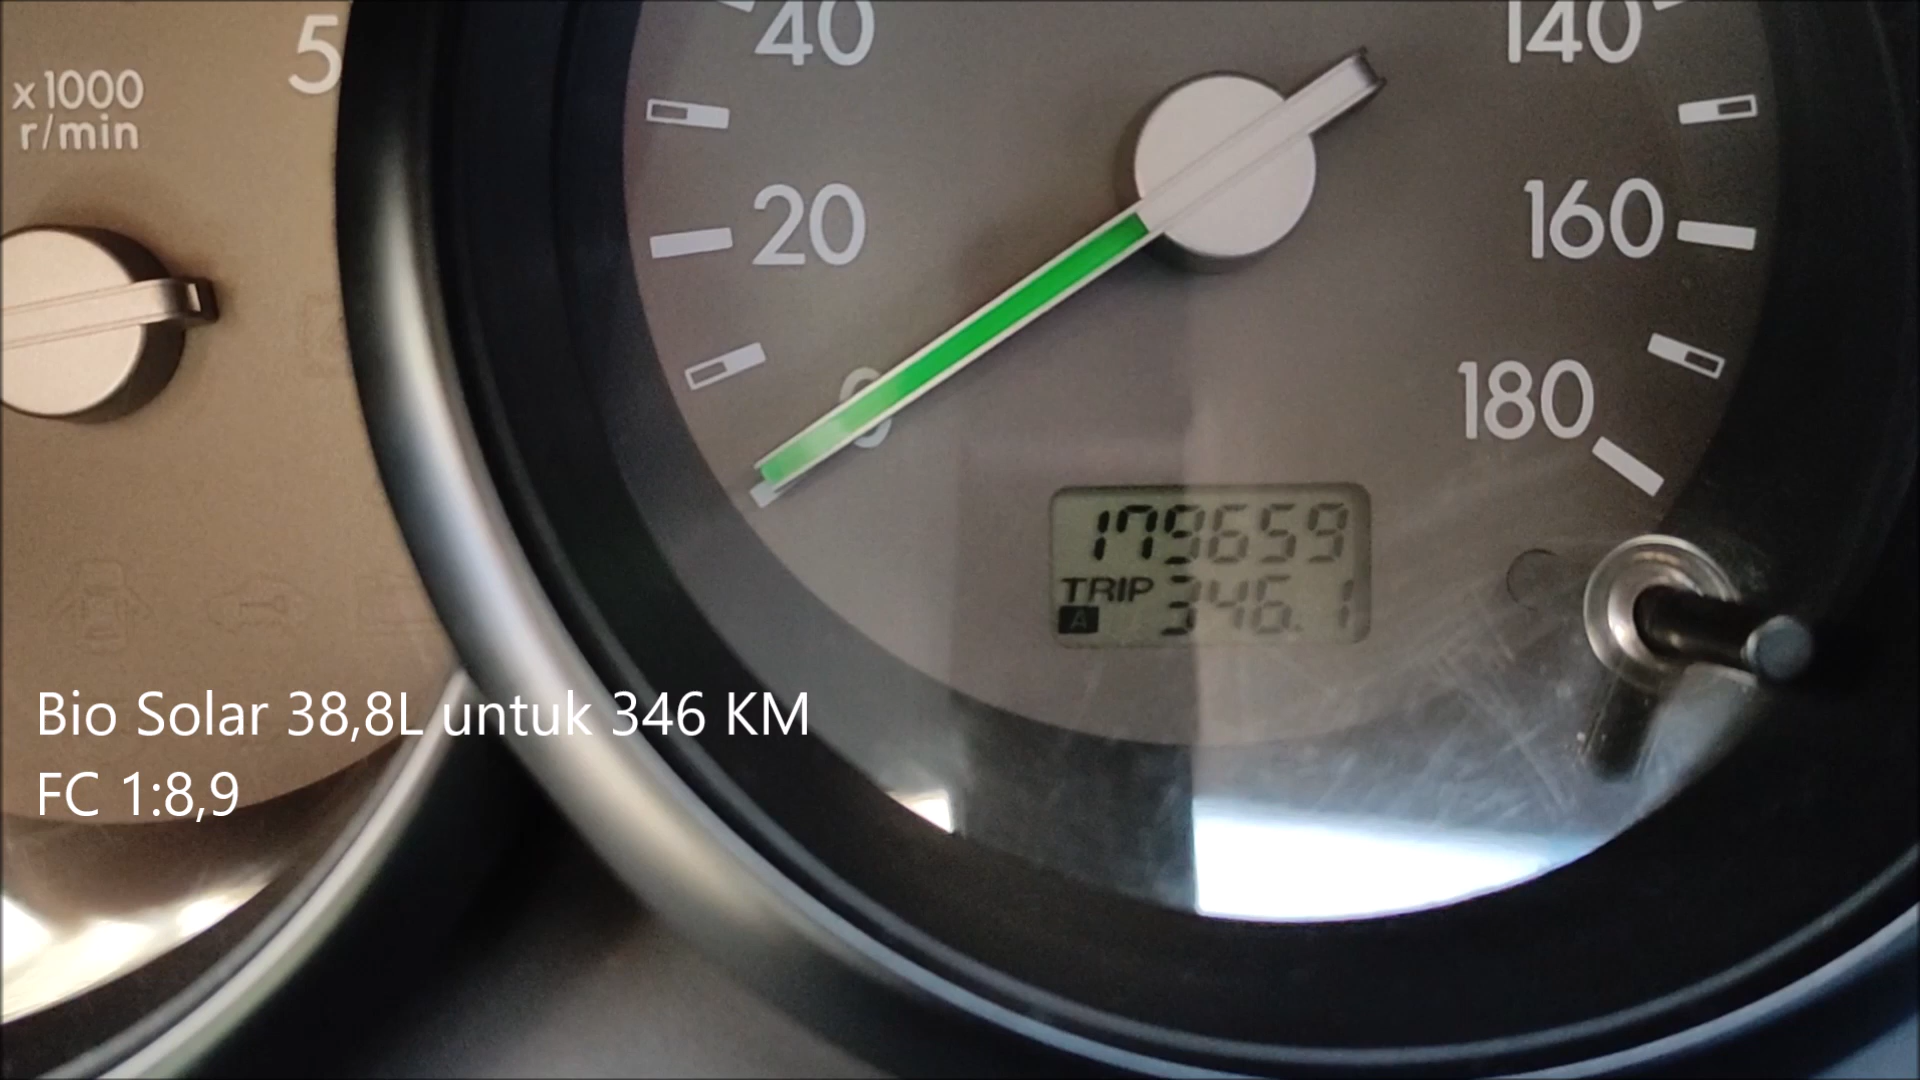 5
x1000
r/min
40
140
20
160
0
180
179659
TRIP
A 346.1
Bio Solar 38,8L untuk 346 KM
FC 1:8,9